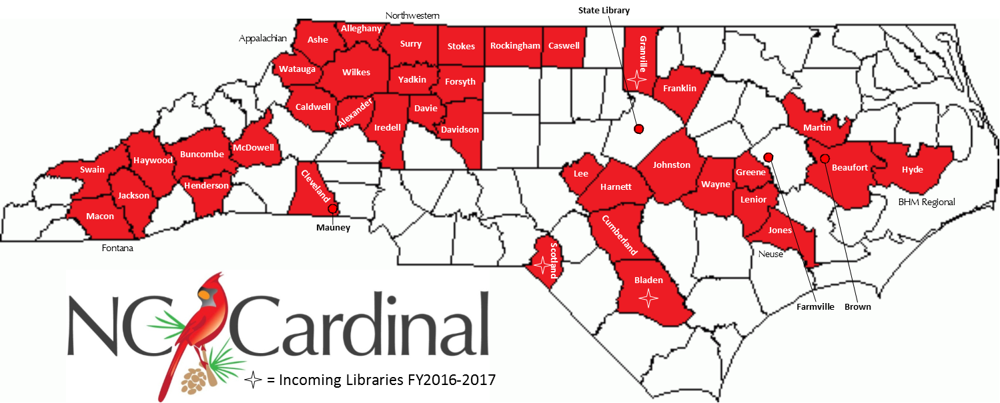 State Library
Northwestern
Appalachian
Alleghany
Ashe
Surry
Stokes
Rockingham
Caswell
Granville
Watauga
Wilkes
Yadkin
Forsyth
Franklin
Caldwell
Alexander
Iredell
Davie
Davidson
Martin
McDowell
Buncombe
Haywood
Swain
Henderson
Jackson
Macon
Cleveland
Mauney
Fontana
Lee
Harnett
Johnston
Wayne
Greene
Lenior
Jones
Beaufort
Hyde
BHM Regional
Neuse
Cumberland
Scotland
Bladen
Farmville
Brown
NC Cardinal
= Incoming Libraries FY2016-2017